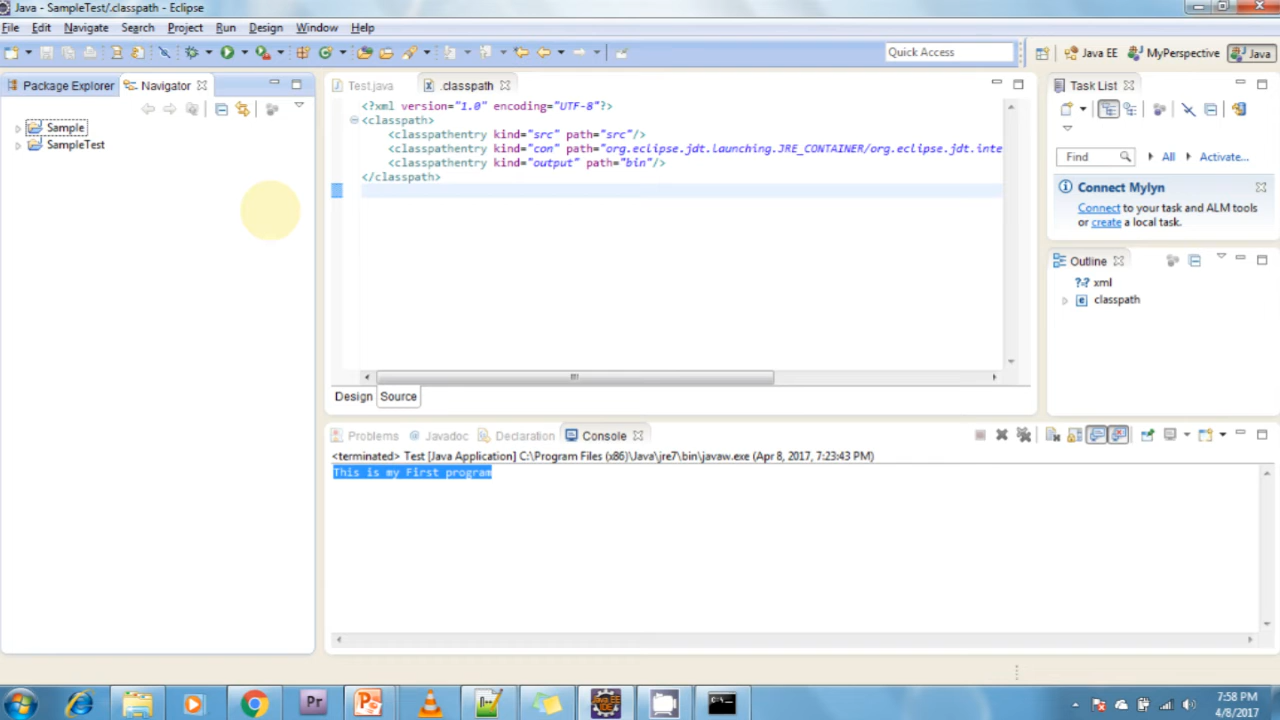 Java - SampleTest/.classpath - Eclipse
File Edit Navigate Search Project Run Design Window Help
Quick Access
Java EE
MyPerspective
Java
Package Explorer
Navigator
Sample
SampleTest
Test.java
.classpath
<?xml version="1.0" encoding="UTF-8"?>
<classpath>
<classpathentry kind="src" path="src"/>
<classpathentry kind="con" path="org.eclipse.jdt.launching.JRE_CONTAINER/org.eclipse.jdt.inte
<classpathentry kind="output" path="bin"/>
</classpath>
Design Source
Task List
Find
All
Activate...
Connect Mylyn
Connect to your task and ALM tools
or create a local task.
Outline
?-? xml
e classpath
Problems @ Javadoc Declaration Console
<terminated> Test [Java Application] C:\Program Files (x86)\Java\jre7\bin\javaw.exe (Apr 8, 2017, 7:23:43 PM)
This is my First program
Pr
7:58 PM
4/8/2017